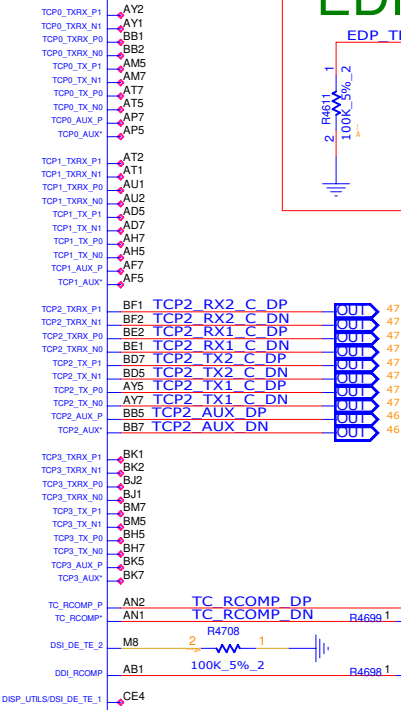 EDP_T
TCP0_TXRX_P1 AY2
TCP0_TXRX_N1 AY1
TCP0_TXRX_P0 BB1
TCP0_TXRX_N0 BB2
TCP0_TX_P1 AM5
TCP0_TX_N1 AM7
TCP0_TX_P0 AT7
TCP0_TX_N0 AT5
TCP0_AUX_P AP7
TCP0_AUX* AP5
1
R4611
100K_5%_2
2
TCP1_TXRX_P1 AT2
TCP1_TXRX_N1 AT1
TCP1_TXRX_P0 AU1
TCP1_TXRX_N0 AU2
TCP1_TX_P1 AD5
TCP1_TX_N1 AD7
TCP1_TX_P0 AH7
TCP1_TX_N0 AH5
TCP1_AUX_P AF7
TCP1_AUX* AF5
TCP2_TXRX_P1 BF1 TCP2_RX2_C_DP OUT 47
TCP2_TXRX_N1 BF2 TCP2_RX2_C_DN OUT 47
TCP2_TXRX_P0 BE2 TCP2_RX1_C_DP OUT 47
TCP2_TXRX_N0 BE1 TCP2_RX1_C_DN OUT 47
TCP2_TX_P1 BD7 TCP2_TX2_C_DP OUT 47
TCP2_TX_N1 BD5 TCP2_TX2_C_DN OUT 47
TCP2_TX_P0 AY5 TCP2_TX1_C_DP OUT 47
TCP2_TX_N0 AY7 TCP2_TX1_C_DN OUT 47
TCP2_AUX_P BB5 TCP2_AUX_DP OUT 46
TCP2_AUX* BB7 TCP2_AUX_DN OUT 46
TCP3_TXRX_P1 BK1
TCP3_TXRX_N1 BK2
TCP3_TXRX_P0 BJ2
TCP3_TXRX_N0 BJ1
TCP3_TX_P1 BM7
TCP3_TX_N1 BM5
TCP3_TX_P0 BH5
TCP3_TX_N0 BH7
TCP3_AUX_P BK5
TCP3_AUX* BK7
TC_RCOMP_P AN2 TC_RCOMP_DP
TC_RCOMP* AN1 TC_RCOMP_DN R4699 1
R4708
DSI_DE_TE_2 M8 2 1
100K_5%_2
DDI_RCOMP AB1 R4698 1
DISP_UTILS/DSI_DE_TE_1 CE4